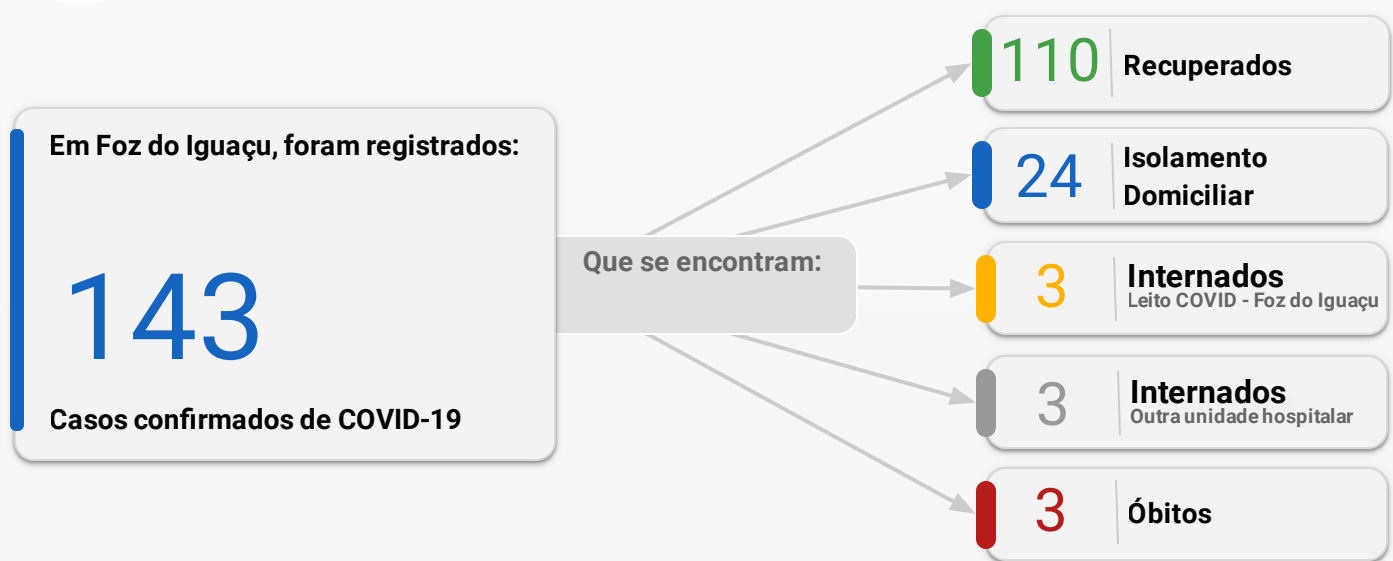 Em Foz do Iguaçu, foram registrados:
143
Casos confirmados de COVID-19
Que se encontram:
110
Recuperados
24
Isolamento
Domiciliar
3
Internados
Leito COVID - Foz do Iguaçu
3
Internados
Outra unidade hospitalar
3
Óbitos